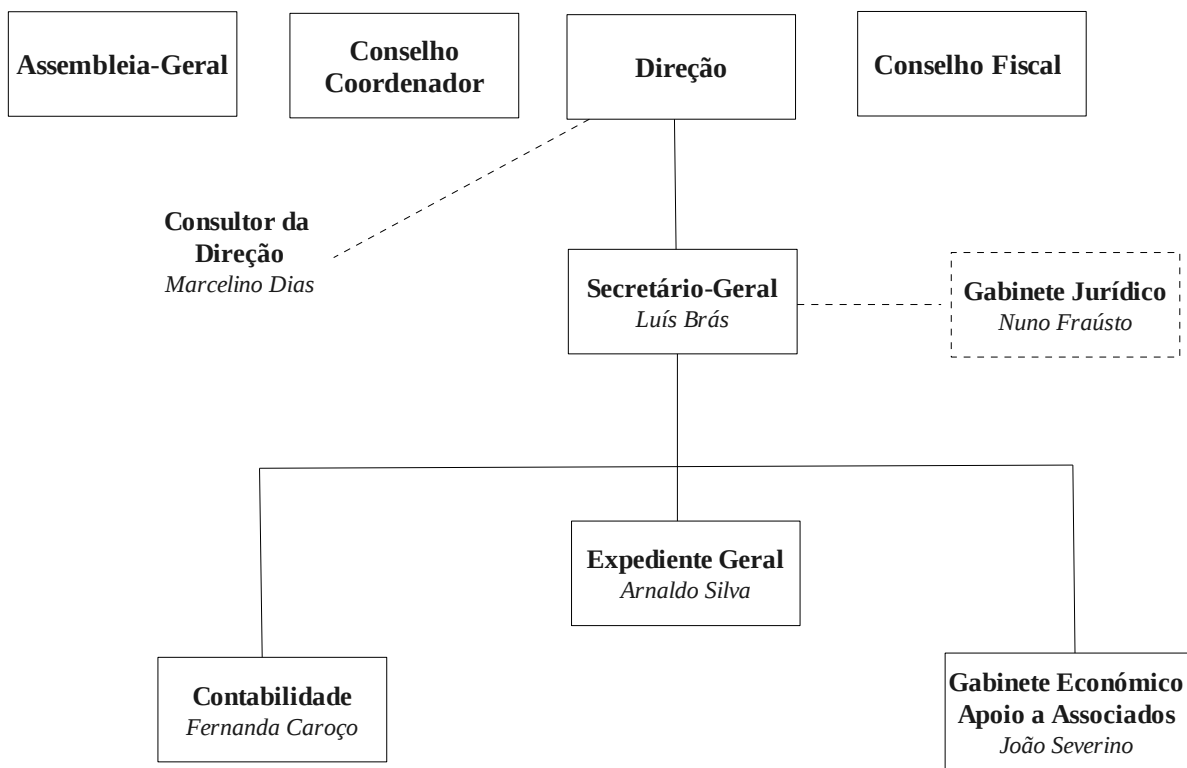 Assembleia-Geral
Conselho
Coordenador
Direção
Conselho Fiscal
Consultor da
Direção
Marcelino Dias
Secretário-Geral
Luís Brás
Gabinete Jurídico
Nuno Fraústo
Expediente Geral
Arnaldo Silva
Contabilidade
Fernanda Caroço
Gabinete Económico
Apoio a Associados
João Severino